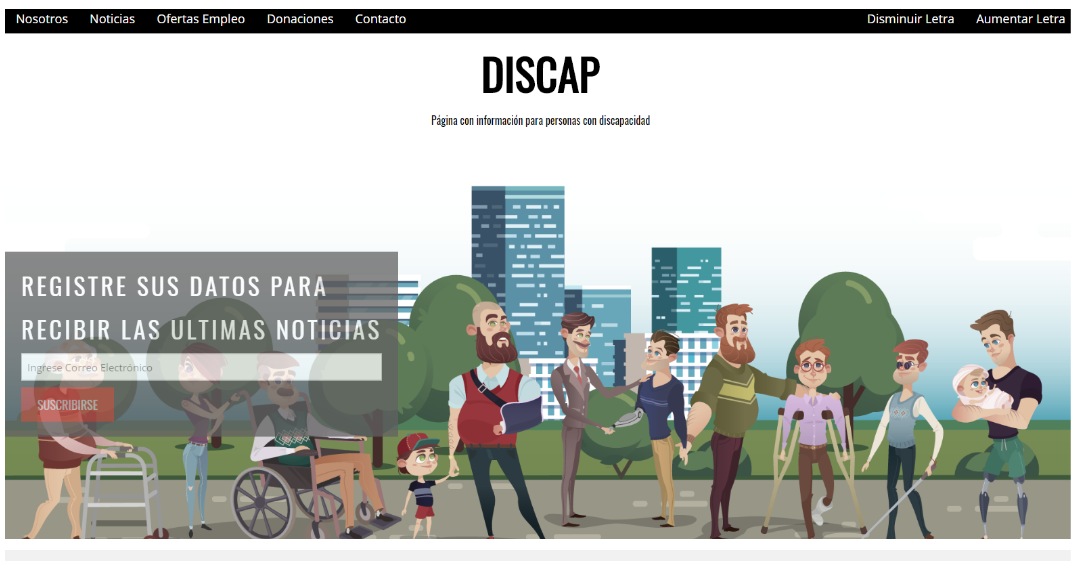 Nosotros Noticias Ofertas Empleo Donaciones Contacto Disminuir Letra Aumentar Letra
DISCAP
Página con información para personas con discapacidad
REGISTRE SUS DATOS PARA
RECIBIR LAS ULTIMAS NOTICIAS
Ingrese Correo Electrónico
SUSCRIBIRSE